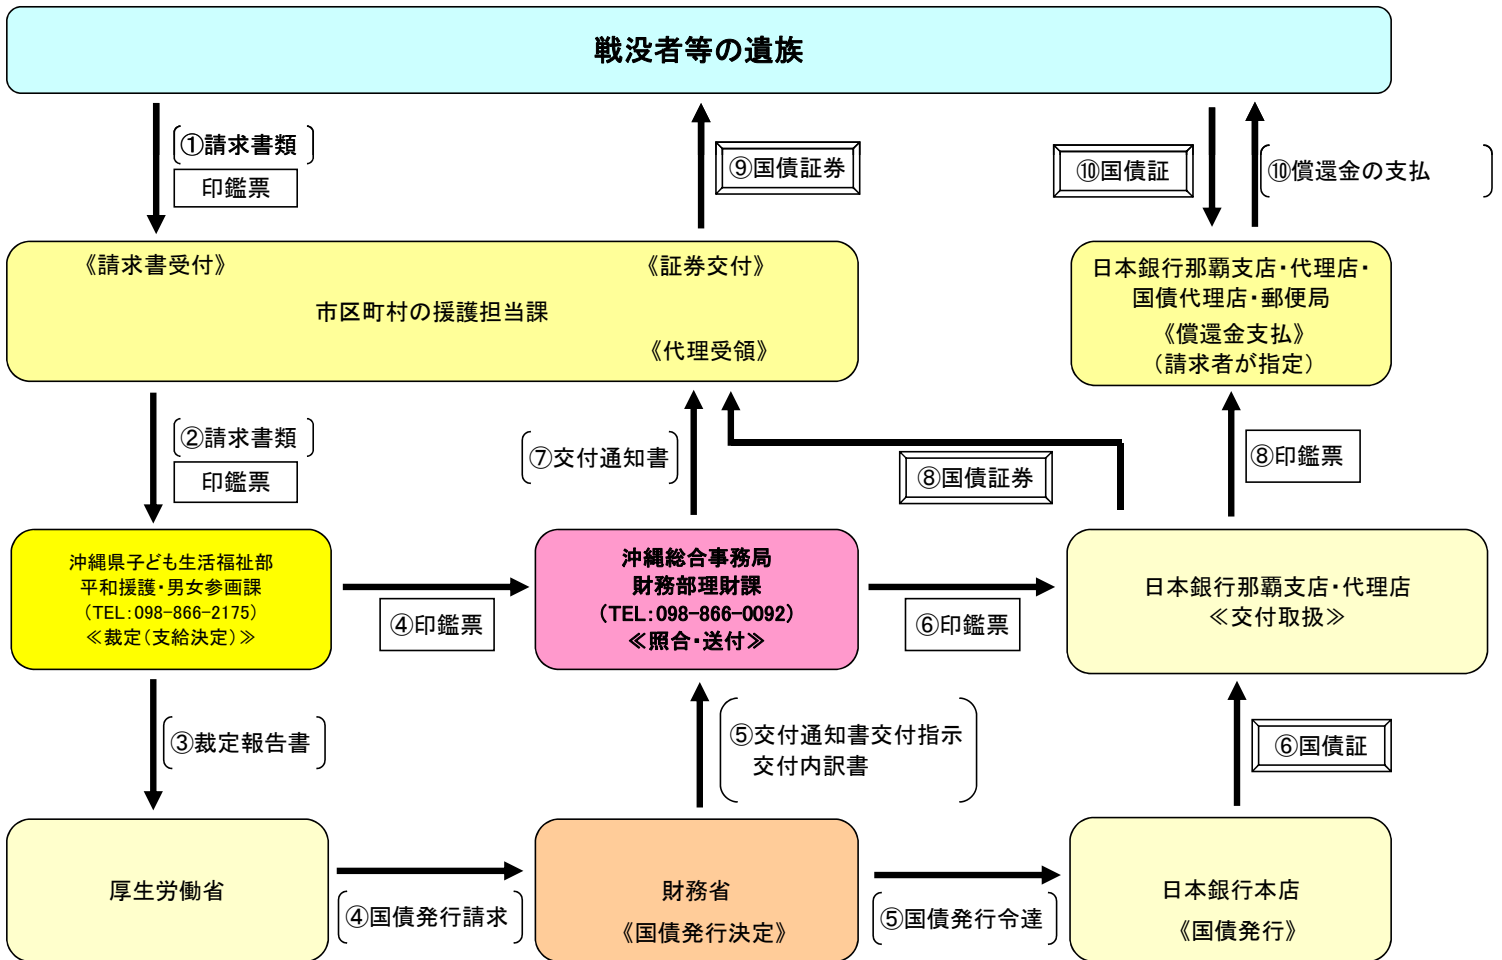 戦没者等の遺族
①請求書類
印鑑票
⑨国債証券
⑩国債証
⑩償還金の支払
《請求書受付》
《証券交付》
市区町村の援護担当課
《代理受領》
日本銀行那覇支店・代理店・
国債代理店・郵便局
《償還金支払》
（請求者が指定）
②請求書類
印鑑票
⑦交付通知書
⑧国債証券
⑧印鑑票
沖縄県子ども生活福祉部
平和援護・男女参画課
（TEL：098-866-2175）
≪裁定（支給決定）≫
④印鑑票
沖縄総合事務局
財務部理財課
（TEL：098-866-0092）
≪照合・送付≫
⑥印鑑票
日本銀行那覇支店・代理店
≪交付取扱≫
③裁定報告書
⑤交付通知書交付指示
交付内訳書
⑥国債証
厚生労働省
④国債発行請求
財務省
《国債発行決定》
⑤国債発行令達
日本銀行本店
《国債発行》